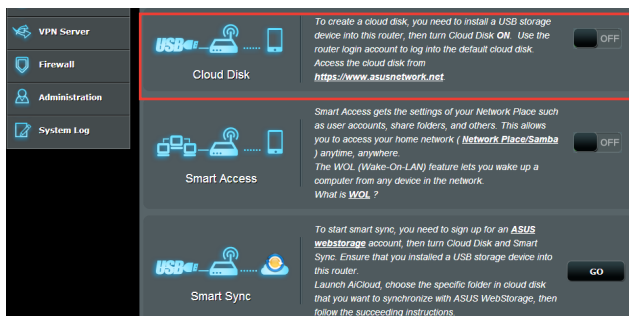 VPN Server
Firewall
Administration
System Log
USB
Cloud Disk
To create a cloud disk, you need to install a USB storage
device into this router, then turn Cloud Disk ON. Use the
router login account to log into the default cloud disk.
Access the cloud disk from
https://www.asusnetwork.net.
OFF
Smart Access
Smart Access gets the settings of your Network Place such
as user accounts, share folders, and others. This allows
you to access your home network ( Network Place/Samba
) anytime, anywhere.
The WOL (Wake-On-LAN) feature lets you wake up a
computer from any device in the network.
What is WOL ?
OFF
USB
Smart Sync
To start smart sync, you need to sign up for an ASUS
webstorage account, then turn Cloud Disk and Smart
Sync. Ensure that you installed a USB storage device into
this router.
Launch AiCloud, choose the specific folder in cloud disk
that you want to synchronize with ASUS WebStorage, then
follow the succeeding instructions.
GO